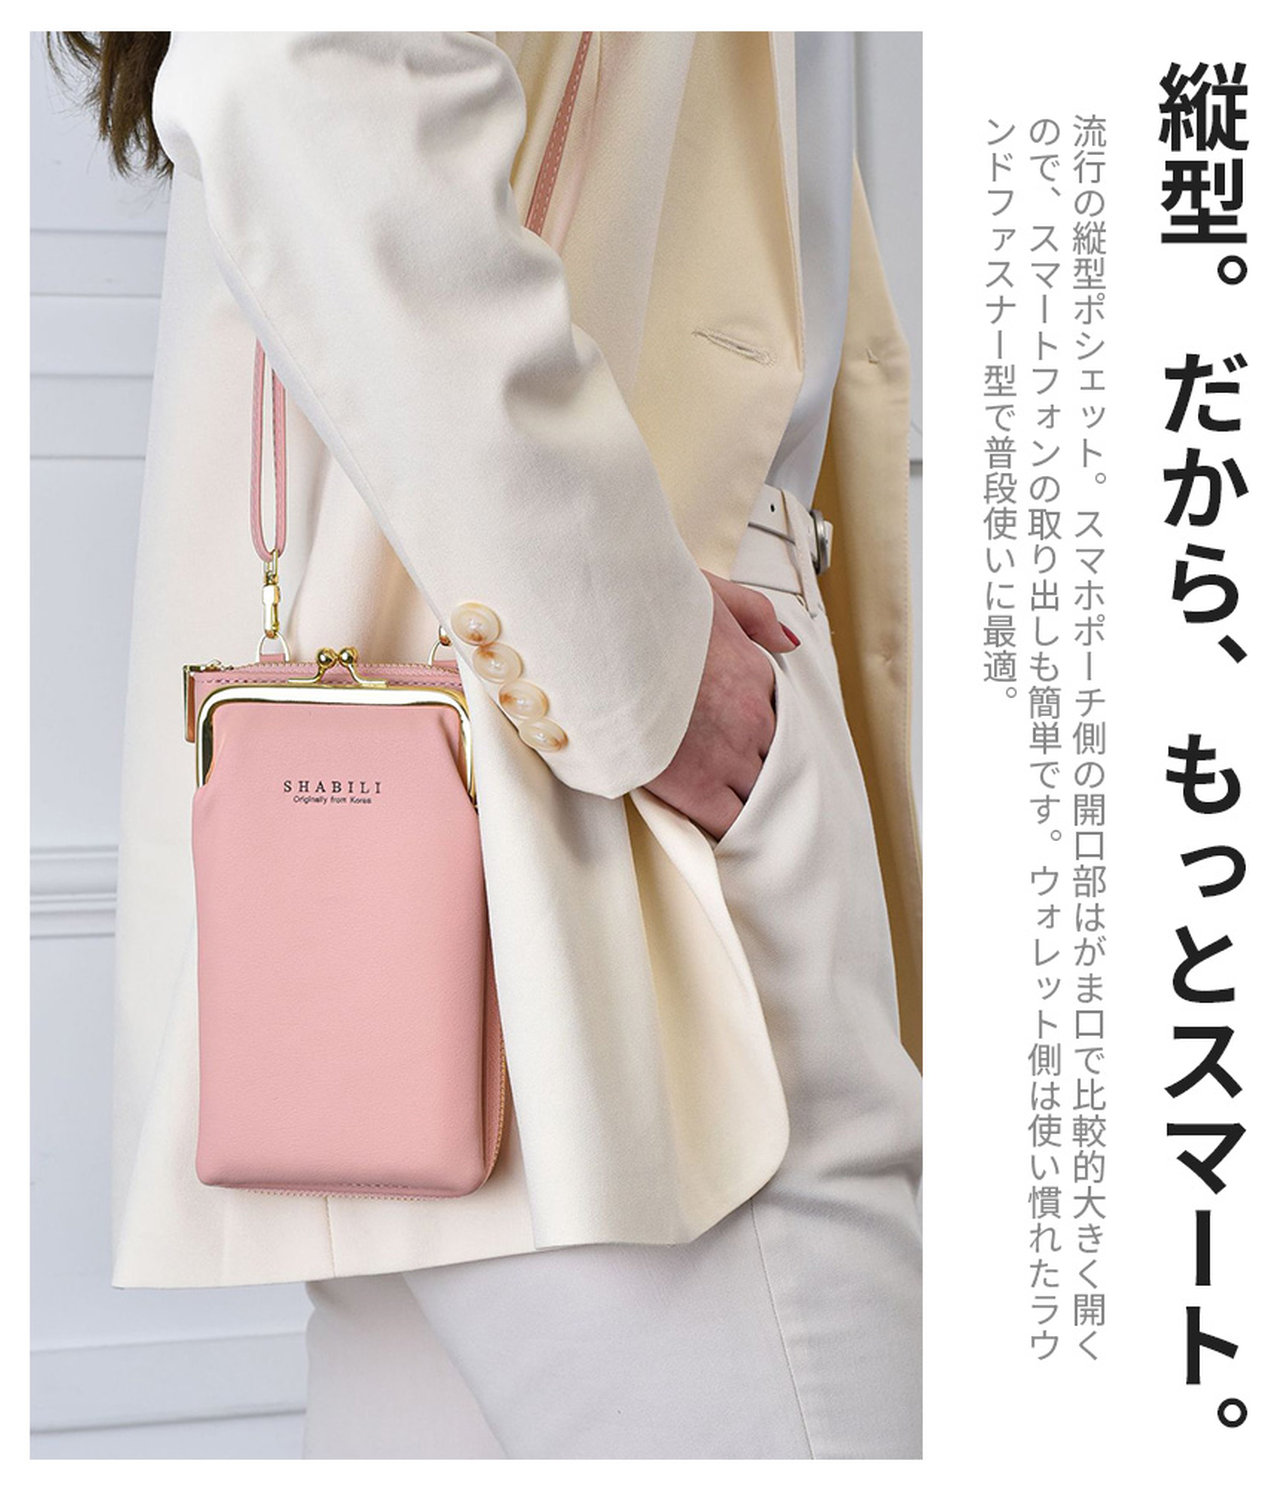 縦型。だから、もっとスマート。
流行の縦型ポシェット。スマホポーチ側の開口部はがま口で比較的大きく開く
ので、スマートフォンの取り出しも簡単です。ウォレット側は使い慣れたラウ
ンドファスナー型で普段使いに最適。
SHABILI
Originally from Korea